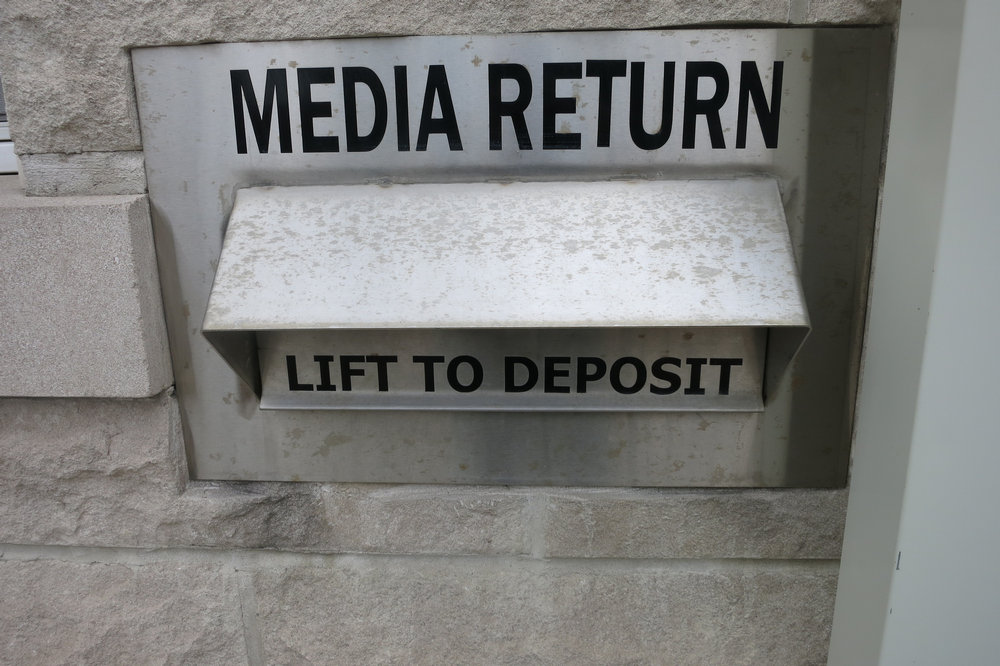 MEDIA RETURN
LIFT TO DEPOSIT